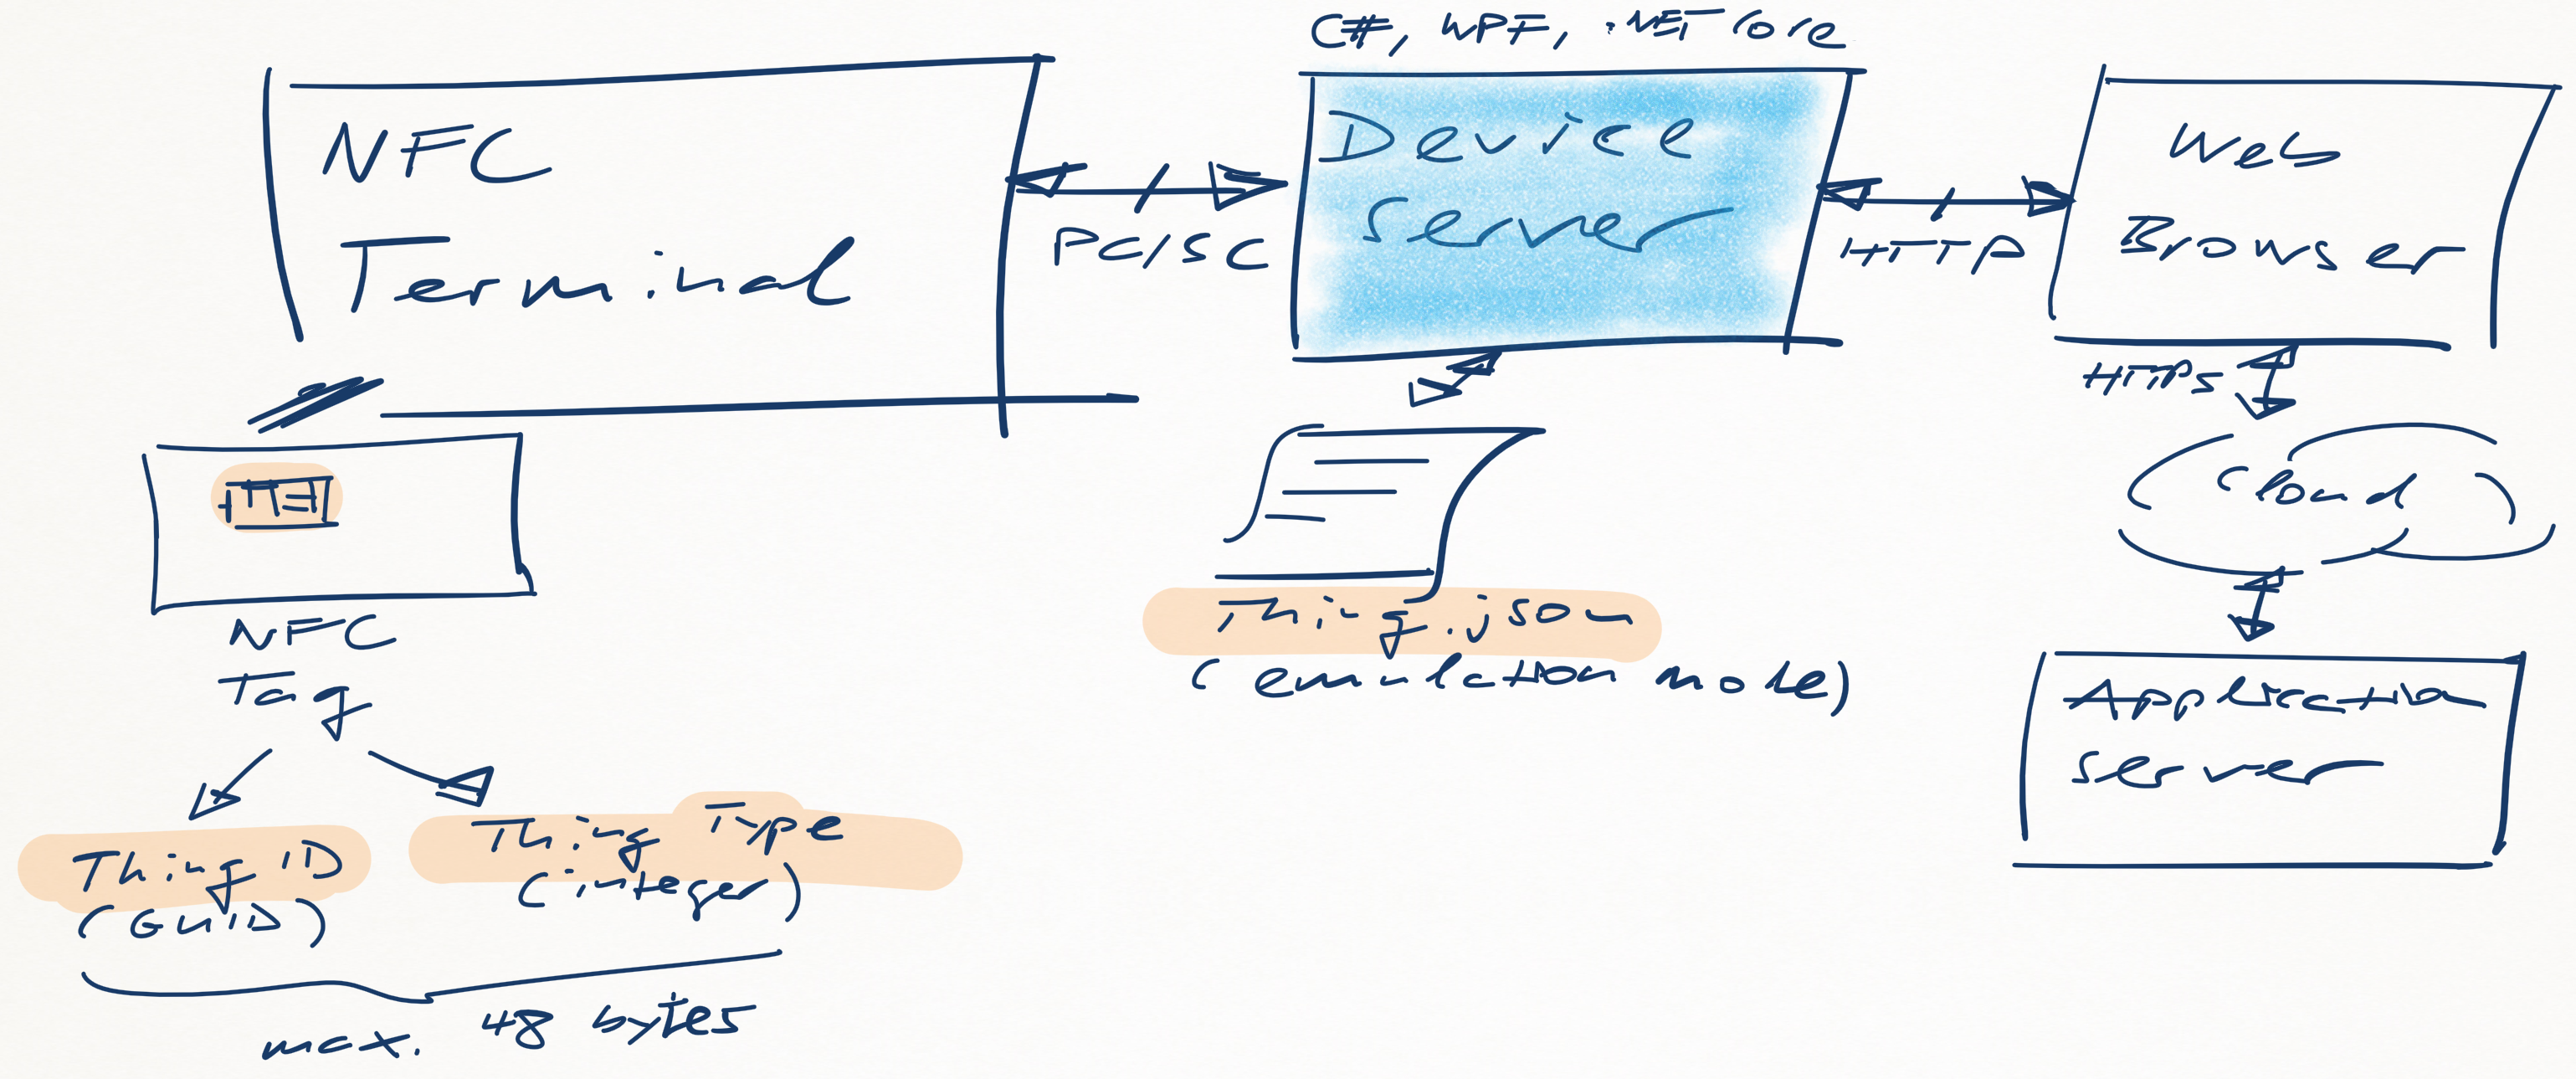 C#, WPF, .NET Core
NFC
Terminal
PC/SC
Device
Server
HTTP
Web
Browser
HTTPS
Cloud
Application
Server
Thing.json
(emulation mode)
NFC
Tag
Thing ID
(GUID)
Thing Type
(integer)
max. 48 bytes